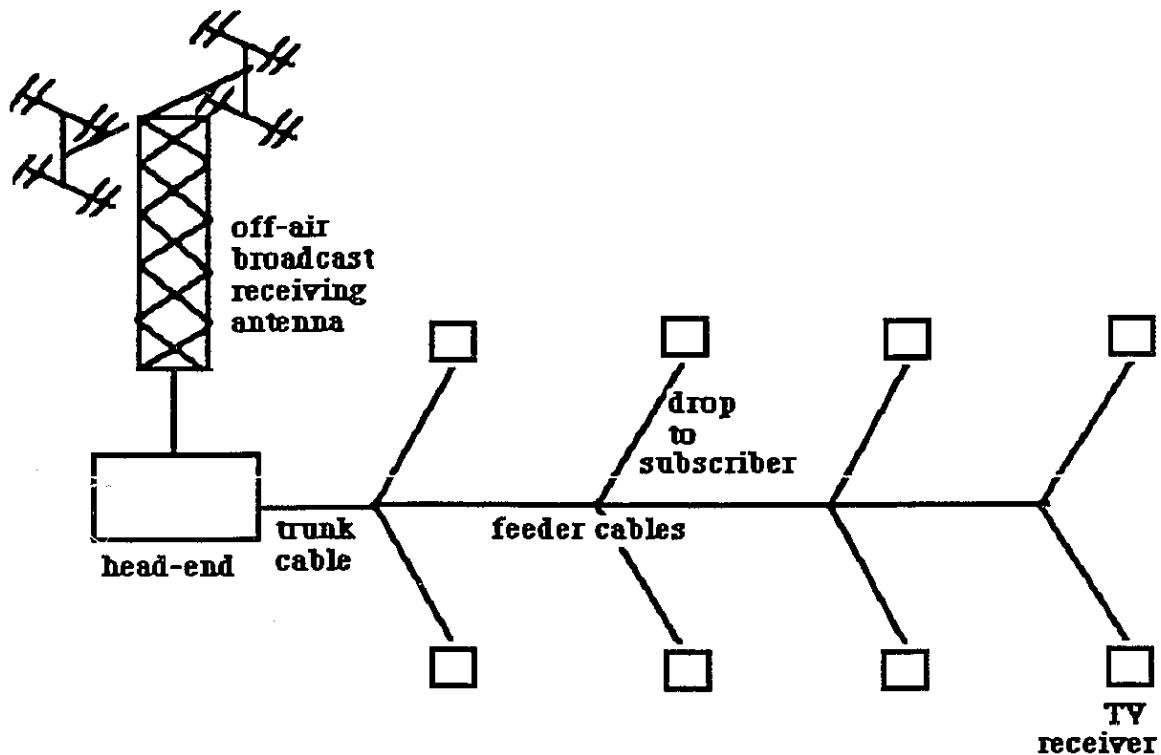 off-air
broadcast
receiving
antenna
drop
to
subscriber
trunk
cable
feeder cables
head-end
TV
receiver